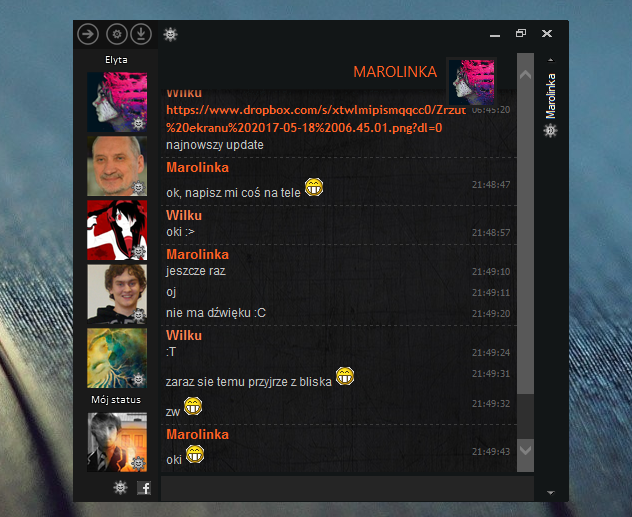 Elyta
MAROLINKA
Wilku
https://www.dropbox.com/s/xtwlmipismqqcc0/Zrzut
%20ekranu%202017-05-18%2006.45.01.png?dl=0
06:45:20
najnowszy update
Marolinka
ok, napisz mi coś na tele
21:48:47
Wilku
oki :>
21:48:57
Marolinka
jeszcze raz
21:49:10
oj
21:49:11
nie ma dźwięku :C
21:49:20
Wilku
:T
21:49:24
zaraz sie temu przyjrze z bliska
21:49:31
zw
21:49:32
Marolinka
oki
21:49:43
Mój status
f
Marolinka